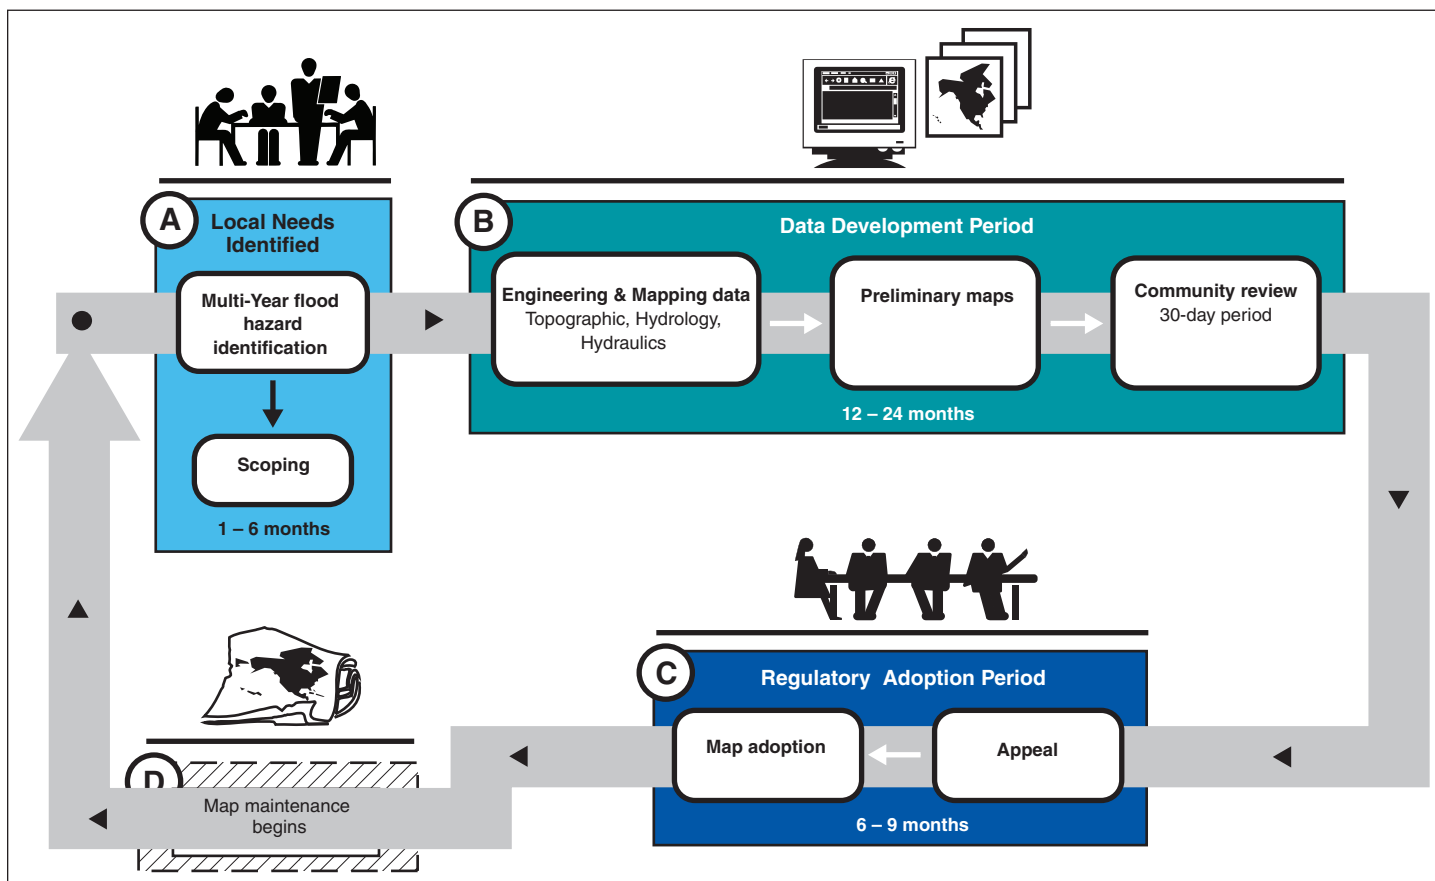 A
Local Needs
Identified
Multi-Year flood
hazard
identification
Scoping
1 – 6 months
B
Data Development Period
Engineering & Mapping data
Topographic, Hydrology,
Hydraulics
Preliminary maps
Community review
30-day period
12 – 24 months
C
Regulatory Adoption Period
Appeal
Map adoption
6 – 9 months
D
Map maintenance
begins